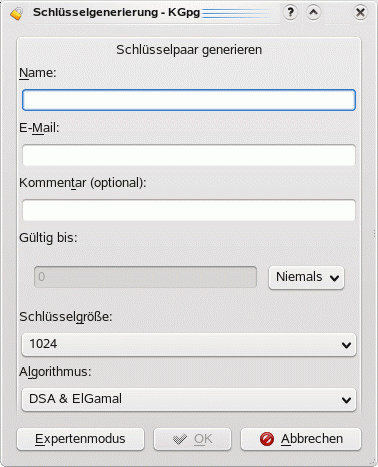 Schlüsselgenerierung - KGpg
Schlüsselpaar generieren
Name:
E-Mail:
Kommentar (optional):
Gültig bis:
0 Niemals
Schlüsselgröße:
1024
Algorithmus:
DSA & ElGamal
Expertenmodus OK Abbrechen